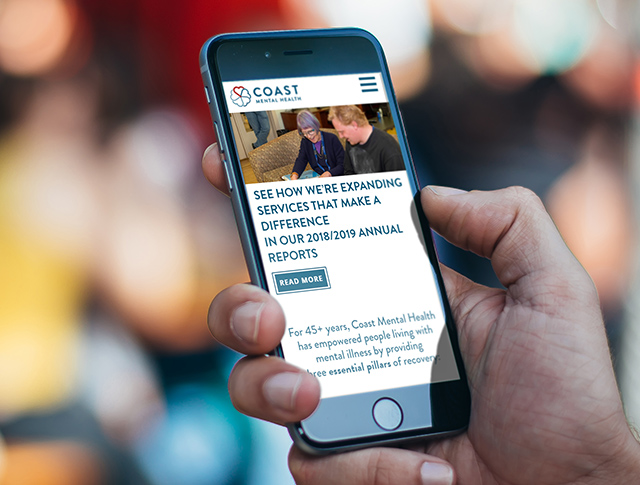 COAST
MENTAL HEALTH
SEE HOW WE'RE EXPANDING
SERVICES THAT MAKE A
DIFFERENCE
IN OUR 2018/2019 ANNUAL
REPORTS
READ MORE
For 45+ years, Coast Mental Health
has empowered people living with
mental illness by providing
three essential pillars of recovery: